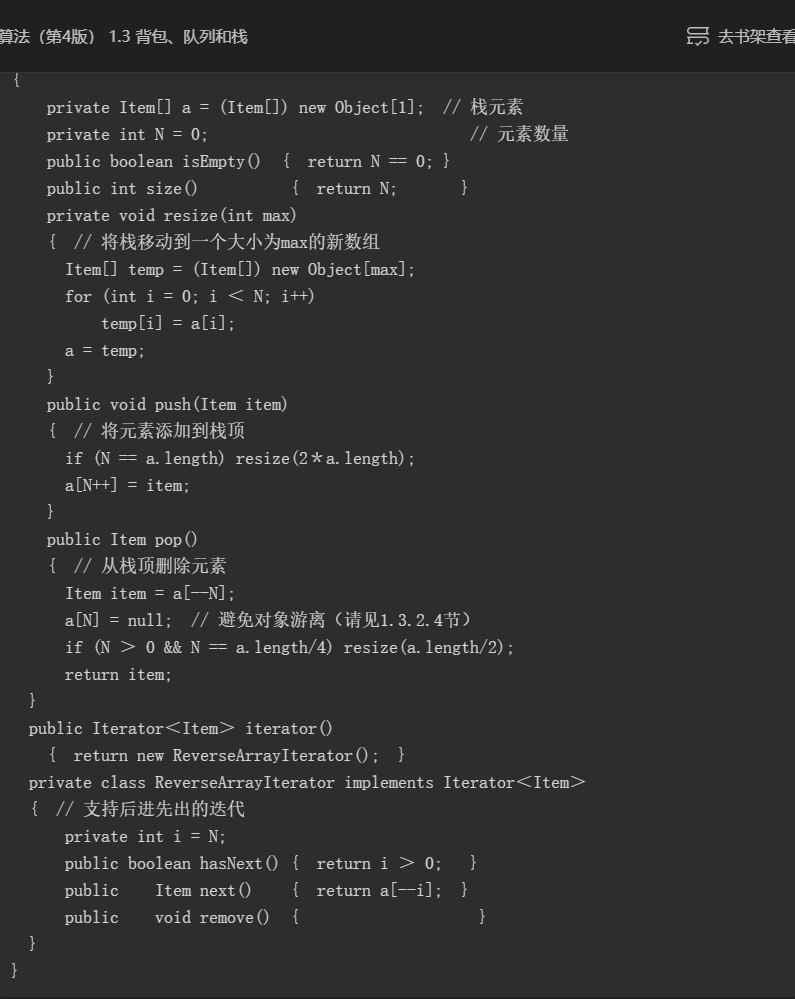 算法（第4版） 1.3 背包、队列和栈
去书架查看
{
private Item[] a = (Item[]) new Object[1];  // 栈元素
private int N = 0;  // 元素数量
public boolean isEmpty()  {  return N == 0; }
public int size()  {  return N;  }
private void resize(int max)
{  // 将栈移动到一个大小为max的新数组
Item[] temp = (Item[]) new Object[max];
for (int i = 0; i ＜ N; i++)
temp[i] = a[i];
a = temp;
}
public void push(Item item)
{  // 将元素添加到栈顶
if (N == a.length) resize(2＊a.length);
a[N++] = item;
}
public Item pop()
{  // 从栈顶删除元素
Item item = a[--N];
a[N] = null;  // 避免对象游离（请见1.3.2.4节）
if (N ＞ 0 && N == a.length/4) resize(a.length/2);
return item;
}
public Iterator＜Item＞ iterator()
{  return new ReverseArrayIterator();  }
private class ReverseArrayIterator implements Iterator＜Item＞
{  // 支持后进先出的迭代
private int i = N;
public boolean hasNext() {  return i ＞ 0;   }
public    Item next()    {  return a[--i];  }
public    void remove()  {  }
}
}